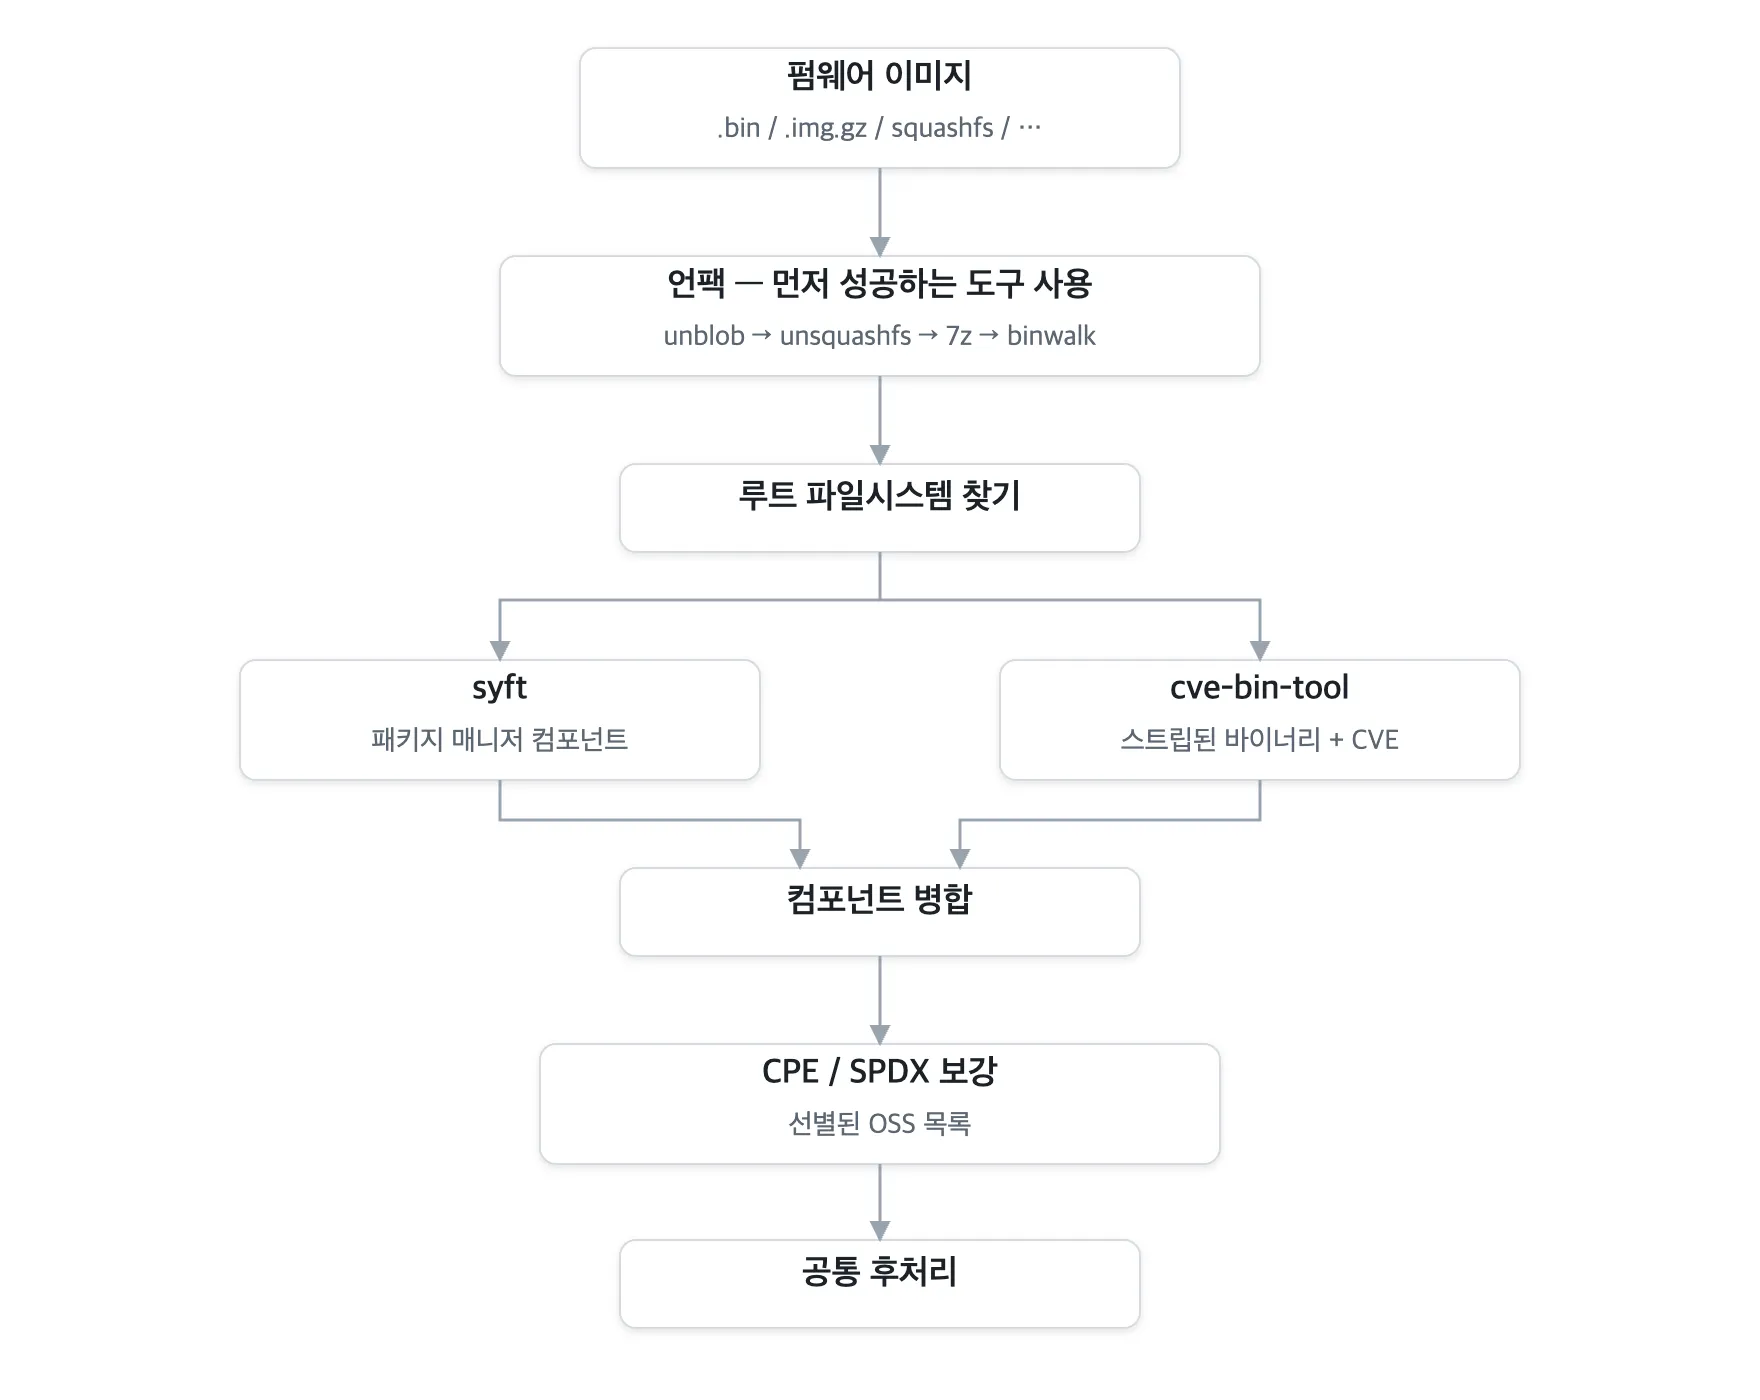 펌웨어 이미지
.bin / .img.gz / squashfs / ⋯
언팩 — 먼저 성공하는 도구 사용
unblob → unsquashfs → 7z → binwalk
루트 파일시스템 찾기
syft
패키지 매니저 컴포넌트
cve-bin-tool
스트립된 바이너리 + CVE
컴포넌트 병합
CPE / SPDX 보강
선별된 OSS 목록
공통 후처리